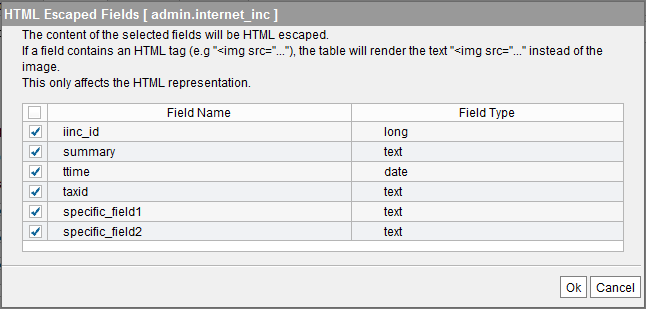 HTML Escaped Fields [ admin.internet_inc ]
The content of the selected fields will be HTML escaped.
If a field contains an HTML tag (e.g "<img src="..."), the table will render the text "<img src="..." instead of the
image.
This only affects the HTML representation.
Field Name Field Type
iinc_id long
summary text
ttime date
taxid text
specific_field1 text
specific_field2 text
Ok Cancel